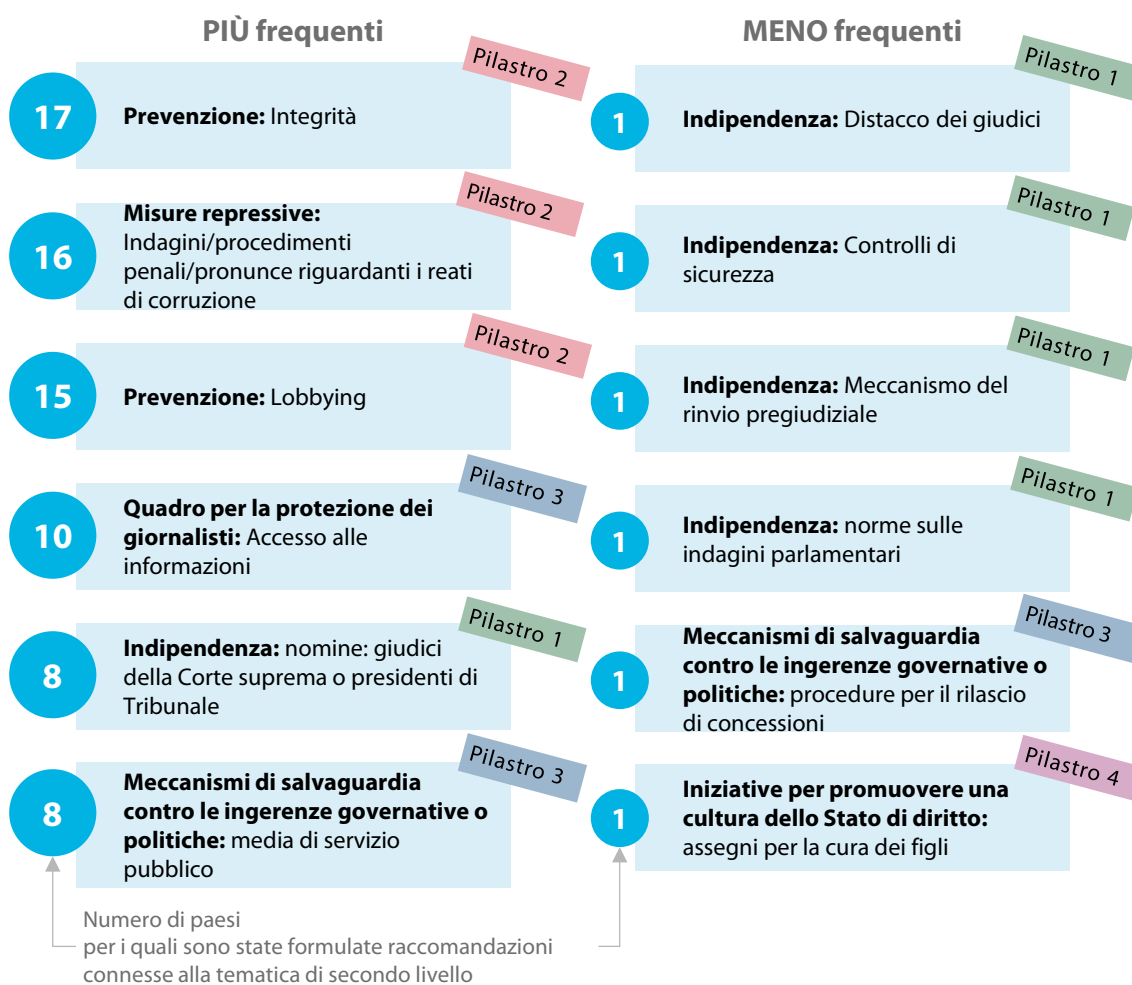 PIÙ frequenti
Pilastro 2
17
Prevenzione: Integrità
Pilastro 2
16
Misure repressive:
Indagini/procedimenti
penali/pronunce riguardanti i reati
di corruzione
Pilastro 2
15
Prevenzione: Lobbying
Pilastro 3
10
Quadro per la protezione dei
giornalisti: Accesso alle
informazioni
Pilastro 1
8
Indipendenza: nomine: giudici
della Corte suprema o presidenti di
Tribunale
Pilastro 3
8
Meccanismi di salvaguardia
contro le ingerenze governative o
politiche: media di servizio
pubblico
MENO frequenti
Pilastro 1
1
Indipendenza: Distacco dei giudici
Pilastro 1
1
Indipendenza: Controlli di
sicurezza
Pilastro 1
1
Indipendenza: Meccanismo del
rinvio pregiudiziale
Pilastro 1
1
Indipendenza: norme sulle
indagini parlamentari
Pilastro 3
1
Meccanismi di salvaguardia
contro le ingerenze governative o
politiche: procedure per il rilascio
di concessioni
Pilastro 4
1
Iniziative per promuovere una
cultura dello Stato di diritto:
assegni per la cura dei figli
Numero di paesi
per i quali sono state formulate raccomandazioni
connesse alla tematica di secondo livello